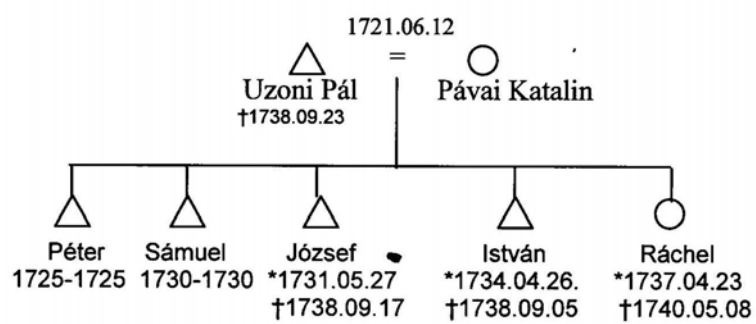 1721.06.12
=
Uzoni Pál Pávai Katalin
†1738.09.23
Péter Sámuel József István Ráchel
1725-1725 1730-1730 *1731.05.27 *1734.04.26. *1737.04.23
†1738.09.17 †1738.09.05 †1740.05.08